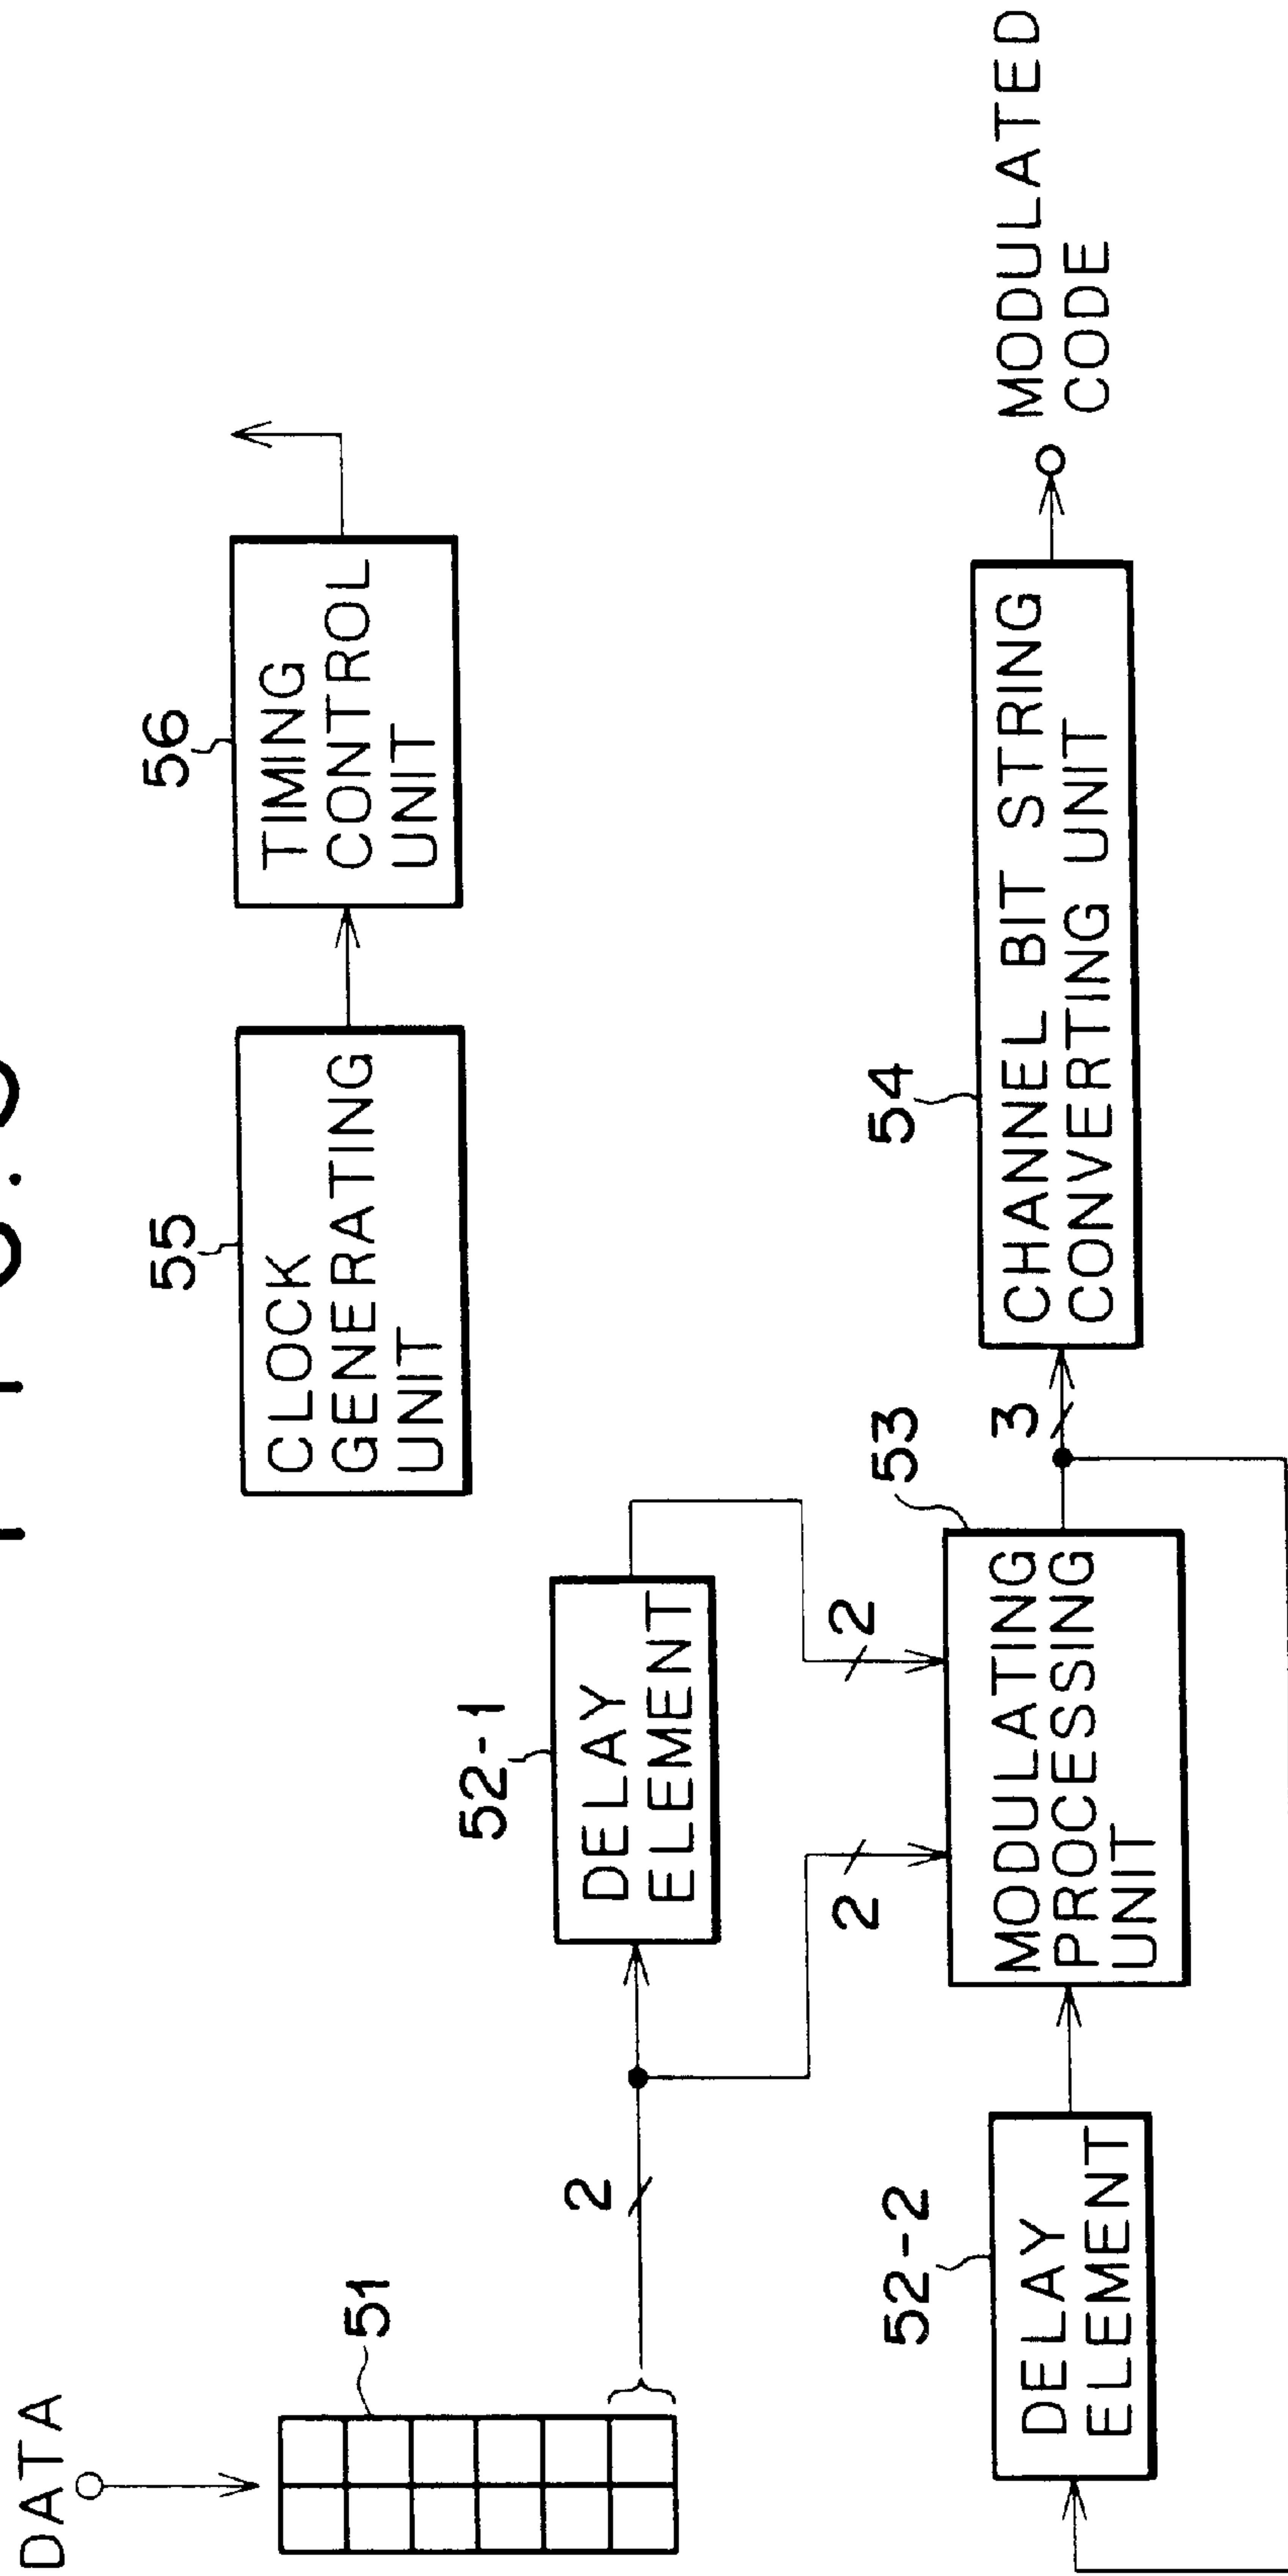 DATA
51
2
52-1
DELAY
ELEMENT
2
2
52-2
DELAY
ELEMENT
53
MODULATING
PROCESSING
UNIT
3
54
CHANNEL BIT STRING
CONVERTING UNIT
MODULATED
CODE
55
CLOCK
GENERATING
UNIT
56
TIMING
CONTROL
UNIT